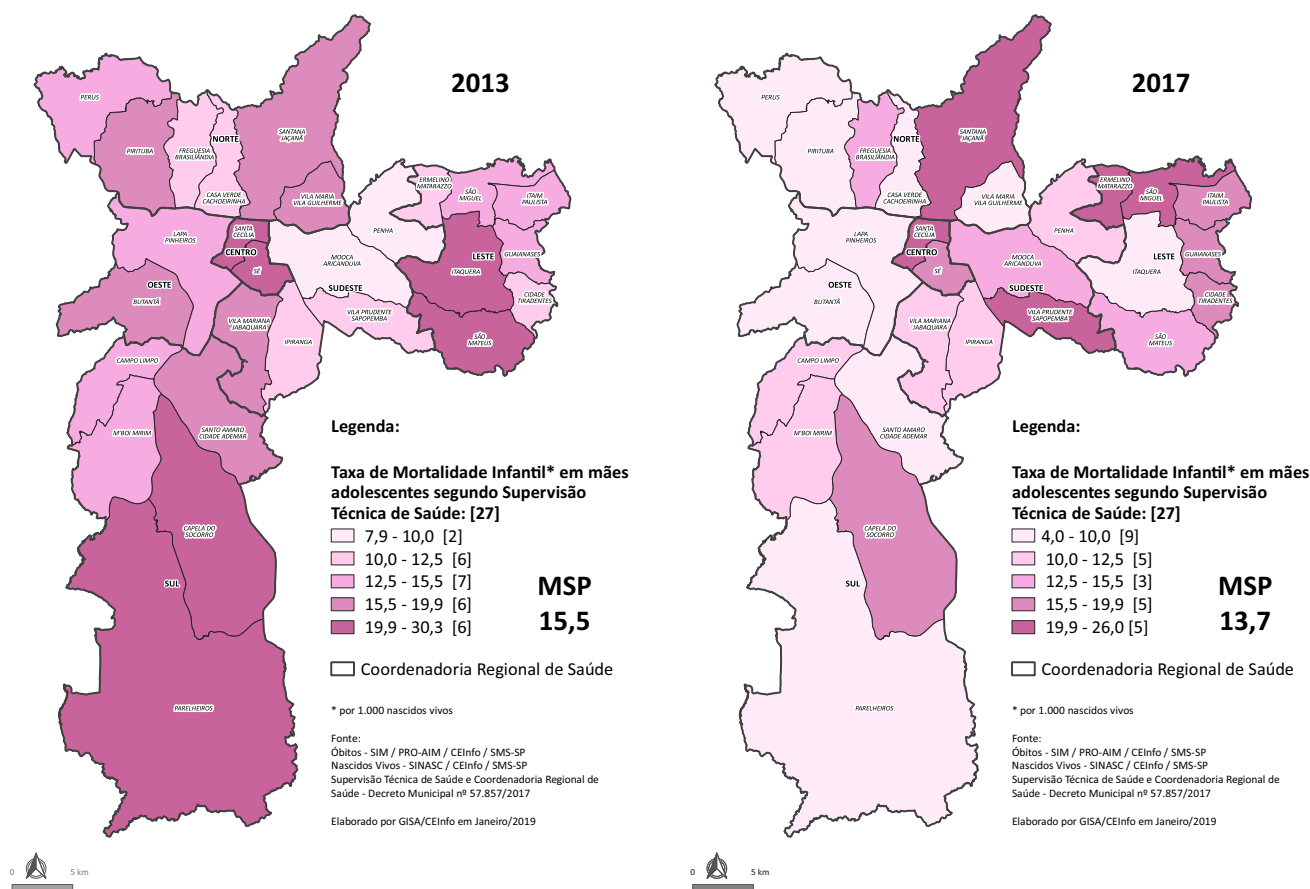 2013
PERUS
PIRITUBA
FREGUESIA
BRASILÂNDIA
NORTE
CASA VERDE
CACHOEIRINHA
SANTANA
JAÇANÃ
VILA MARIA
VILA GUILHERME
ERMELINO
MATARAZZO
SÃO
MIGUEL
ITAIM
PAULISTA
PENHA
LAPA
PINHEIROS
SANTA
CECÍLIA
CENTRO
SÉ
MOOCA
ARICANDUVA
LESTE
ITAQUERA
GUAIANASES
CIDADE
TIRADENTES
OESTE
BUTANTÃ
SUDESTE
VILA PRUDENTE
SAPOPEMBA
VILA MARIANA
JABAQUARA
IPIRANGA
SÃO
MATEUS
CAMPO LIMPO
M'BOI MIRIM
SANTO AMARO
CIDADE ADEMAR
CAPELA DO
SOCORRO
SUL
PARELHEIROS
Legenda:
Taxa de Mortalidade Infantil* em mães
adolescentes segundo Supervisão
Técnica de Saúde: [27]
7,9 - 10,0 [2]
10,0 - 12,5 [6]
12,5 - 15,5 [7]
15,5 - 19,9 [6]
19,9 - 30,3 [6]
MSP
15,5
Coordenadoria Regional de Saúde
* por 1.000 nascidos vivos
Fonte:
Óbitos - SIM / PRO-AIM / CEInfo / SMS-SP
Nascidos Vivos - SINASC / CEInfo / SMS-SP
Supervisão Técnica de Saúde e Coordenadoria Regional de
Saúde - Decreto Municipal nº 57.857/2017
Elaborado por GISA/CEInfo em Janeiro/2019
0 5 km
2017
PERUS
PIRITUBA
FREGUESIA
BRASILÂNDIA
NORTE
CASA VERDE
CACHOEIRINHA
SANTANA
JAÇANÃ
VILA MARIA
VILA GUILHERME
ERMELINO
MATARAZZO
SÃO
MIGUEL
ITAIM
PAULISTA
PENHA
LAPA
PINHEIROS
SANTA
CECÍLIA
CENTRO
SÉ
MOOCA
ARICANDUVA
LESTE
ITAQUERA
GUAIANASES
CIDADE
TIRADENTES
OESTE
BUTANTÃ
SUDESTE
VILA PRUDENTE
SAPOPEMBA
VILA MARIANA
JABAQUARA
IPIRANGA
SÃO
MATEUS
CAMPO LIMPO
M'BOI MIRIM
SANTO AMARO
CIDADE ADEMAR
CAPELA DO
SOCORRO
SUL
PARELHEIROS
Legenda:
Taxa de Mortalidade Infantil* em mães
adolescentes segundo Supervisão
Técnica de Saúde: [27]
4,0 - 10,0 [9]
10,0 - 12,5 [5]
12,5 - 15,5 [3]
15,5 - 19,9 [5]
19,9 - 26,0 [5]
MSP
13,7
Coordenadoria Regional de Saúde
* por 1.000 nascidos vivos
Fonte:
Óbitos - SIM / PRO-AIM / CEInfo / SMS-SP
Nascidos Vivos - SINASC / CEInfo / SMS-SP
Supervisão Técnica de Saúde e Coordenadoria Regional de
Saúde - Decreto Municipal nº 57.857/2017
Elaborado por GISA/CEInfo em Janeiro/2019
0 5 km